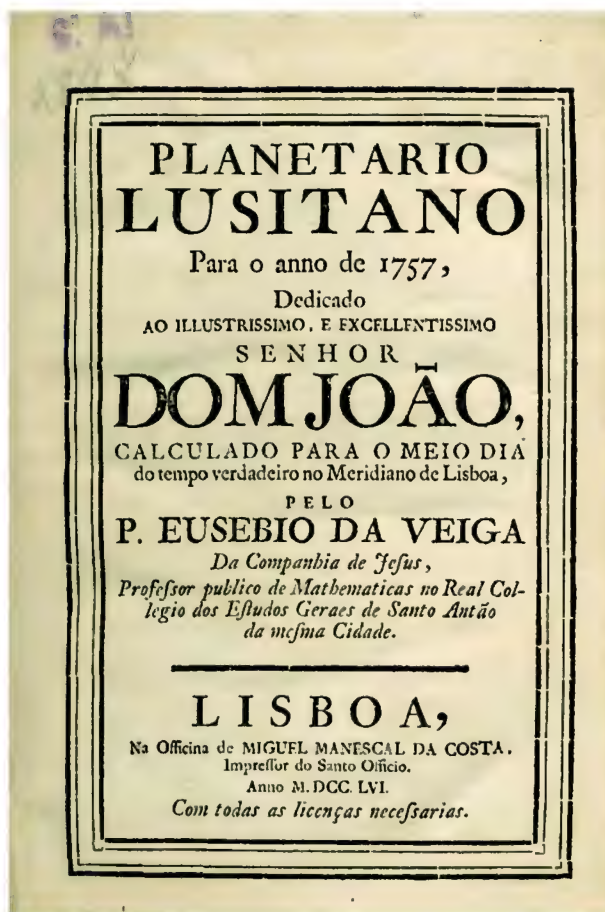 PLANETARIO
LUSITANO
Para o anno de 1757,
Dedicado
AO ILLUSTRISSIMO, E EXCELLENTISSIMO
SENHOR
DOM JOÃO,
CALCULADO PARA O MEIO DIA
do tempo verdadeiro no Meridiano de Lisboa,
PELO
P. EUSEBIO DA VEIGA
Da Companhia de Jeſus,
Profeſsor publico de Mathematicas no Real Col-
legio dos Eſtudos Geraes de Santo Antão
da meſma Cidade.
LISBOA,
Na Officina de MIGUEL MANESCAL DA COSTA.
Impreſſor do Santo Officio.
Anno M. DCC. LVI.
Com todas as licenças neceſsarias.